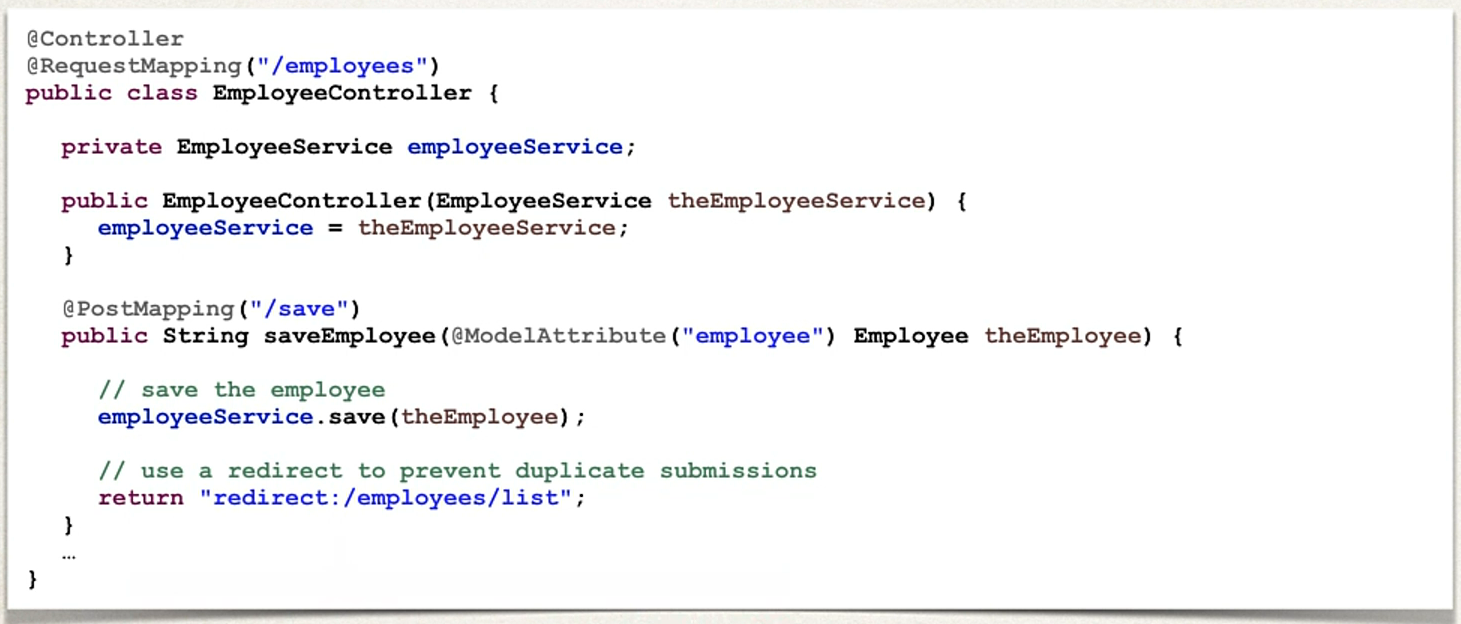 @Controller
@RequestMapping("/employees")
public class EmployeeController {
private EmployeeService employeeService;
public EmployeeController(EmployeeService theEmployeeService) {
employeeService = theEmployeeService;
}
@PostMapping("/save")
public String saveEmployee(@ModelAttribute("employee") Employee theEmployee) {
// save the employee
employeeService.save(theEmployee);
// use a redirect to prevent duplicate submissions
return "redirect:/employees/list";
}
…
}